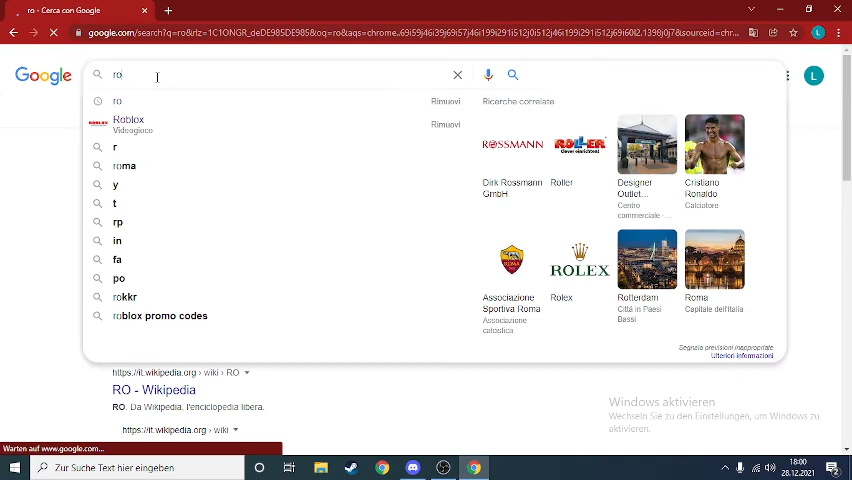 ro - Cerca con Google
google.com/search?q=ro&rlz=1C1ONGR_deDE985DE985&oq=ro&aqs=chrome..69i59j46i39j69i57j46i199i291i512j0i512j46i199i291i512j0i512j69i60l2.1398j0j7&sourceid=chr...
L
Google
ro
L
ro
Rimuovi
Ricerche correlate
Roblox
Videogioco
Rimuovi
r
roma
y
t
rp
in
fa
po
rokkr
roblox promo codes
ROSSMANN
ROLLER
Dirk Rossmann
GmbH
Roller
Designer
Outlet...
Centro
commerciale ·...
Cristiano
Ronaldo
Calciatore
ROMA
ROLEX
Associazione
Sportiva Roma
Associazione
calcistica
Rolex
Rotterdam
Città in Paesi
Bassi
Roma
Capitale dell'Italia
Segnala previsioni inappropriate
Ulteriori informazioni
https://it.wikipedia.org › wiki › RO
RO - Wikipedia
RO. Da Wikipedia, l'enciclopedia libera.
https://it.wikipedia.org › wiki
Windows aktivieren
Wechseln Sie zu den Einstellungen, um Windows zu
aktivieren.
Warten auf www.google.com...
Zur Suche Text hier eingeben
18:00
28.12.2021
2